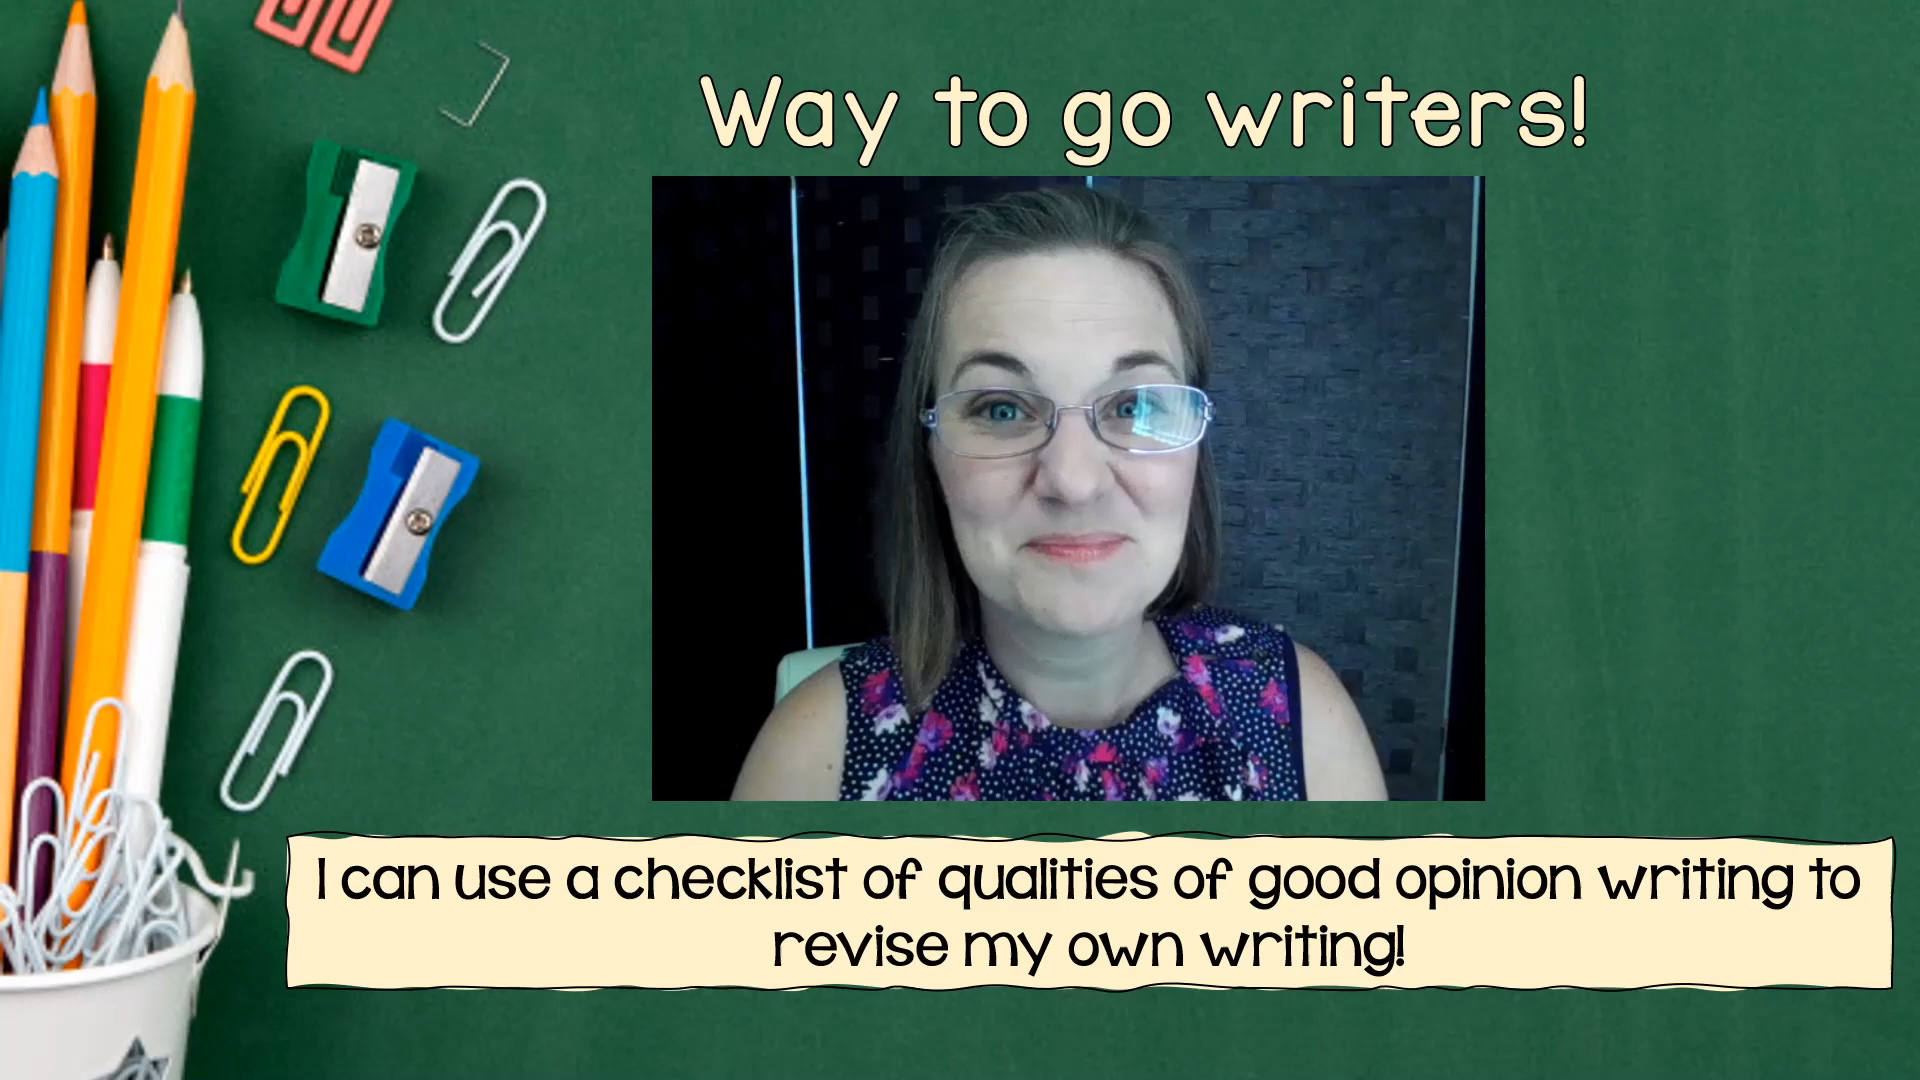 Way to go writers!
I can use a checklist of qualities of good opinion writing to
revise my own writing!